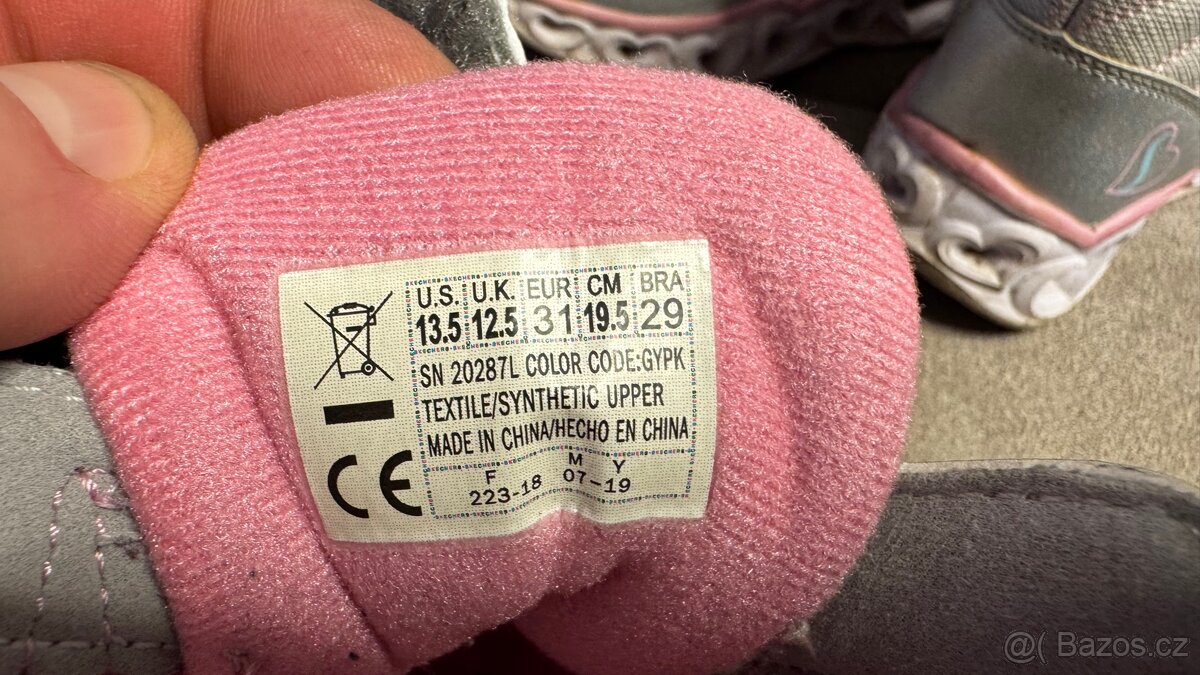 U.S. U.K. EUR CM BRA
13.5 12.5 31 19.5 29
SN 20287L COLOR CODE:GYPK
TEXTILE/SYNTHETIC UPPER
MADE IN CHINA/HECHO EN CHINA
F M Y
223-18 07-19
CE
@( Bazos.cz